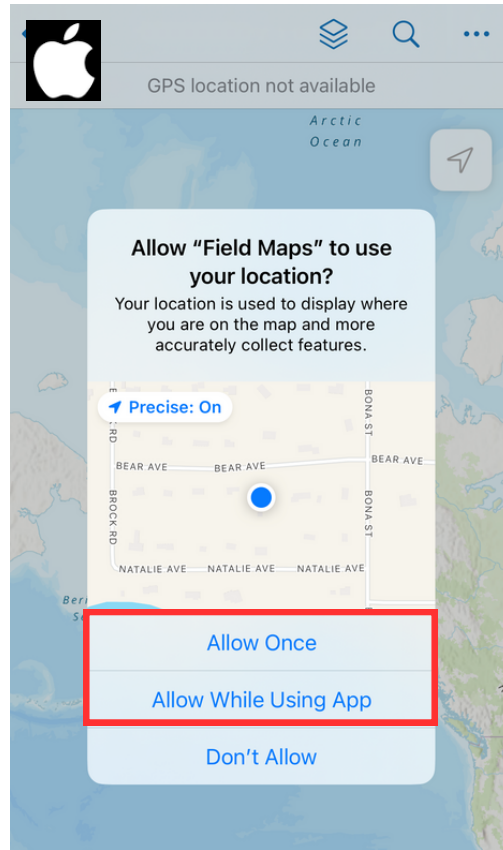 GPS location not available
Arctic
Ocean
Allow “Field Maps” to use
your location?
Your location is used to display where
you are on the map and more
accurately collect features.
Precise: On
RD
BONA ST
BEAR AVE
BEAR AVE
BEAR AVE
BROCK RD
BONA ST
NATALIE AVE
NATALIE AVE
NATALIE AVE
Allow Once
Allow While Using App
Don’t Allow